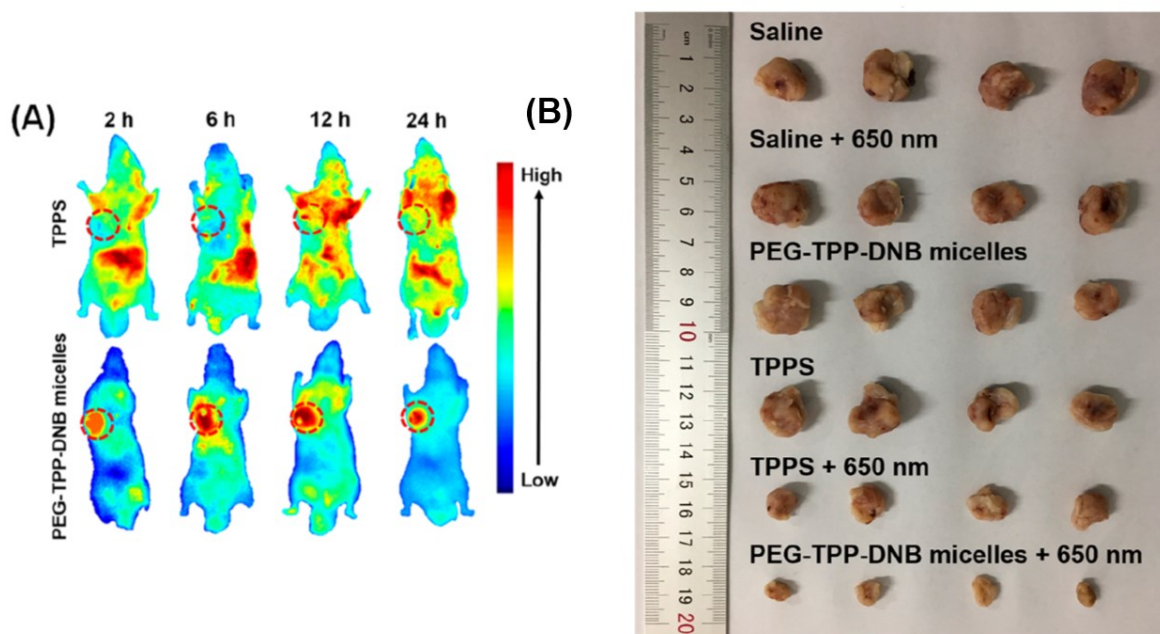 (A)
2 h
6 h
12 h
24 h
TPPS
PEG-TPP-DNB micelles
High
Low
(B)
cm
1
2
3
4
5
6
7
8
9
10
11
12
13
14
15
16
17
18
19
20
Saline
Saline + 650 nm
PEG-TPP-DNB micelles
TPPS
TPPS + 650 nm
PEG-TPP-DNB micelles + 650 nm